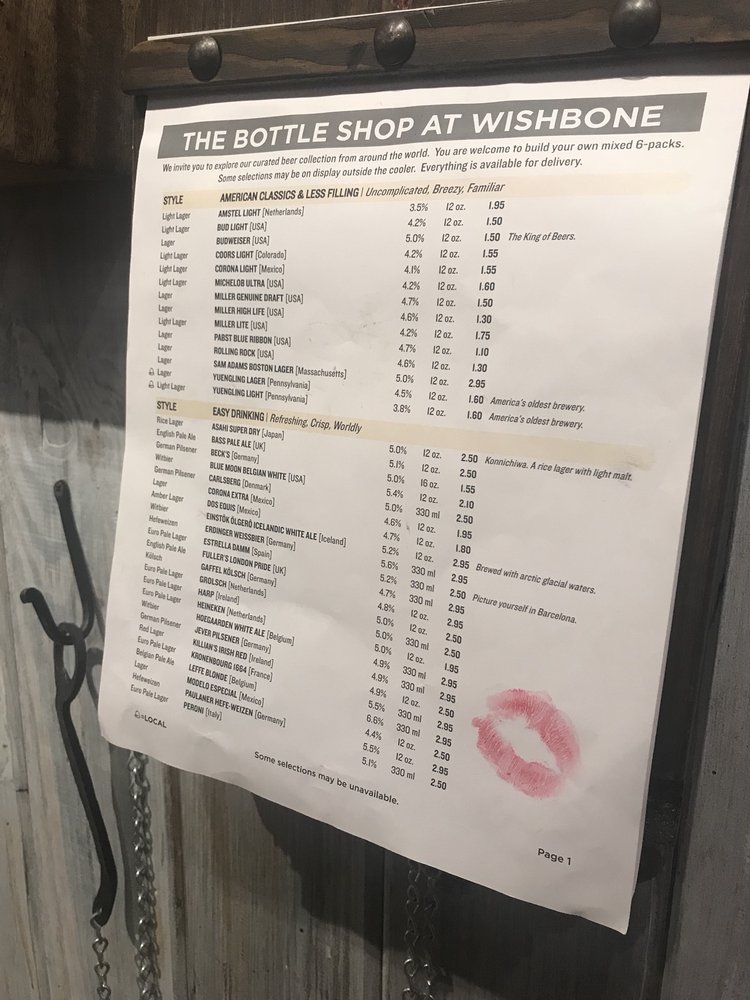 THE BOTTLE SHOP AT WISHBONE
We invite you to explore our curated beer collection from around the world. You are welcome to build your own mixed 6-packs.
Some selections may be on display outside the cooler. Everything is available for delivery.
STYLE AMERICAN CLASSICS & LESS FILLING | Uncomplicated, Breezy, Familiar
Light Lager AMSTEL LIGHT [Netherlands] 3.5% 12 oz. 1.95
Light Lager BUD LIGHT [USA] 4.2% 12 oz. 1.50
Lager BUDWEISER [USA] 5.0% 12 oz. 1.50 The King of Beers.
Light Lager COORS LIGHT [Colorado] 4.2% 12 oz. 1.55
Light Lager CORONA LIGHT [Mexico] 4.1% 12 oz. 1.55
Light Lager MICHELOB ULTRA [USA] 4.2% 12 oz. 1.60
Lager MILLER GENUINE DRAFT [USA] 4.7% 12 oz. 1.50
Lager MILLER HIGH LIFE [USA] 4.6% 12 oz. 1.30
Light Lager MILLER LITE [USA] 4.2% 12 oz. 1.75
Lager PABST BLUE RIBBON [USA] 4.7% 12 oz. 1.10
Lager ROLLING ROCK [USA] 4.6% 12 oz. 1.30
Lager SAM ADAMS BOSTON LAGER [Massachusetts] 5.0% 12 oz. 2.95
Lager YUENGLING LAGER [Pennsylvania] 4.5% 12 oz. 1.60 America's oldest brewery.
Light Lager YUENGLING LIGHT [Pennsylvania] 3.8% 12 oz. 1.60 America's oldest brewery.
STYLE EASY DRINKING | Refreshing, Crisp, Worldly
Rice Lager ASAHI SUPER DRY [Japan] 5.0% 12 oz. 2.50 Konnichiwa. A rice lager with light malt.
English Pale Ale BASS PALE ALE [UK] 5.1% 12 oz. 2.50
German Pilsener BECK'S [Germany] 5.0% 16 oz. 1.55
Witbier BLUE MOON BELGIAN WHITE [USA] 5.4% 12 oz. 2.10
German Pilsener CARLSBERG [Denmark] 5.0% 330 ml 2.50
Lager CORONA EXTRA [Mexico] 4.6% 12 oz. 1.95
Amber Lager DOS EQUIS [Mexico] 4.7% 12 oz. 1.80
Witbier EINSTÖK ÖLGERÐ ICELANDIC WHITE ALE [Iceland] 5.2% 12 oz. 2.95 Brewed with arctic glacial waters.
Hefeweizen ERDINGER WEISSBIER [Germany] 5.6% 330 ml 2.95
Euro Pale Lager ESTRELLA DAMM [Spain] 5.2% 330 ml 2.50 Picture yourself in Barcelona.
English Pale Ale FULLER'S LONDON PRIDE [UK] 4.7% 330 ml 2.95
Kölsch GAFFEL KÖLSCH [Germany] 4.8% 12 oz. 2.95
Euro Pale Lager GROLSCH [Netherlands] 5.0% 12 oz. 2.50
Euro Pale Lager HARP [Ireland] 5.0% 330 ml 2.50
Euro Pale Lager HEINEKEN [Netherlands] 5.0% 12 oz. 1.95
Witbier HOEGAARDEN WHITE ALE [Belgium] 4.9% 330 ml 2.95
German Pilsener JEVER PILSENER [Germany] 4.9% 330 ml 2.95
Red Lager KILLIAN'S IRISH RED [Ireland] 4.9% 12 oz. 2.50
Euro Pale Lager KRONENBOURG 1664 [France] 5.5% 330 ml 2.95
Belgian Pale Ale LEFFE BLONDE [Belgium] 6.6% 330 ml 2.95
Lager MODELO ESPECIAL [Mexico] 4.4% 12 oz. 2.50
Hefeweizen PAULANER HEFE-WEIZEN [Germany] 5.5% 12 oz. 2.95
Euro Pale Lager PERONI [Italy] 5.1% 330 ml 2.50
=LOCAL
Some selections may be unavailable.
Page 1